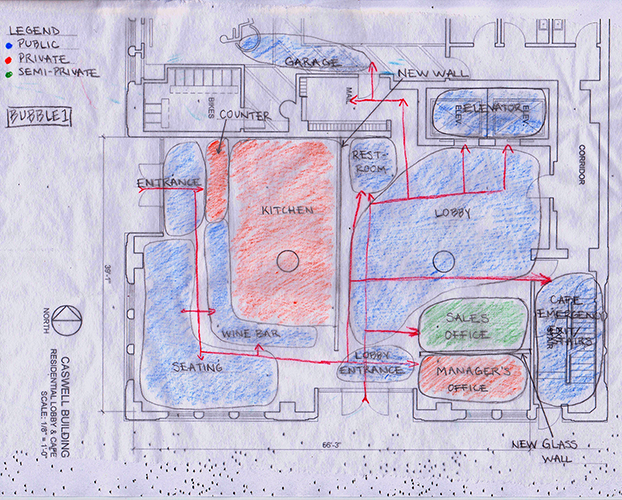 LEGEND
PUBLIC
PRIVATE
SEMI-PRIVATE
BUBBLE 1
GARAGE
NEW WALL
BIKES
COUNTER
MAIL
ELEV.
ELEVATOR
ELEV.
CORRIDOR
ENTRANCE
REST-
ROOM
KITCHEN
LOBBY
SALES
OFFICE
CAFE
EMERGENCY
EXIT/
STAIRS
WINE BAR
SEATING
LOBBY
ENTRANCE
MANAGER'S
OFFICE
NEW GLASS
WALL
39'-1"
66'-3"
NORTH
CASWELL BUILDING
RESIDENTIAL LOBBY & CAFE
SCALE: 1/8" = 1'-0"